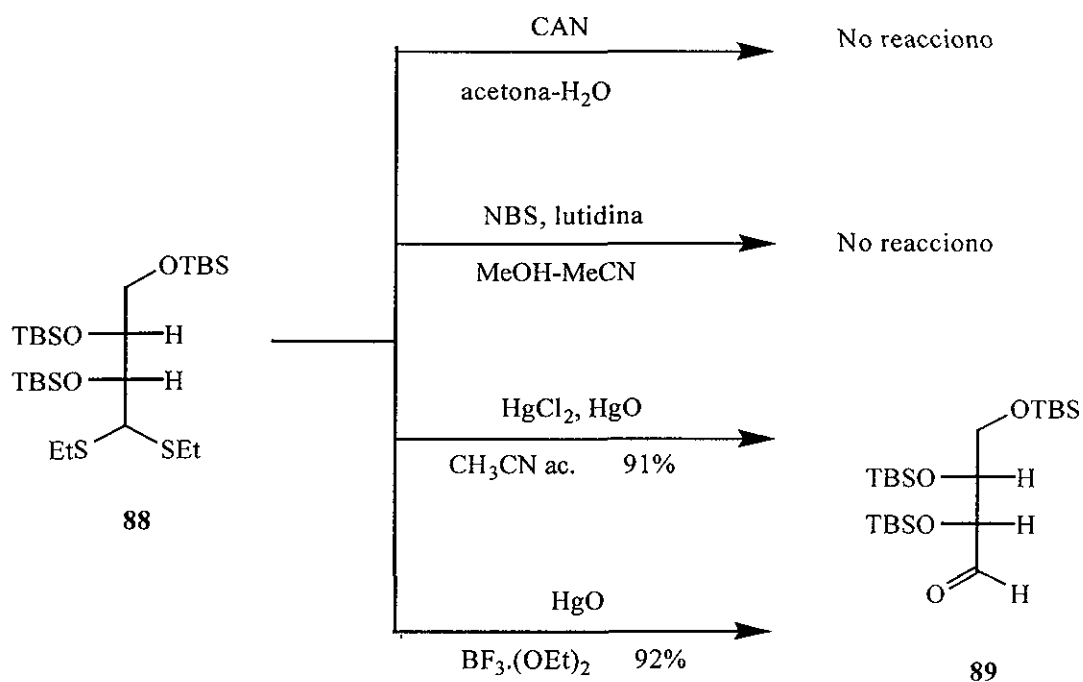 CAN
No reacciono
acetona-H₂O
NBS, lutidina
No reacciono
MeOH-MeCN
OTBS
TBSO H
TBSO H
EtS SEt
88
HgCl₂, HgO
CH₃CN ac. 91%
OTBS
TBSO H
TBSO H
O H
89
HgO
BF₃.(OEt)₂ 92%